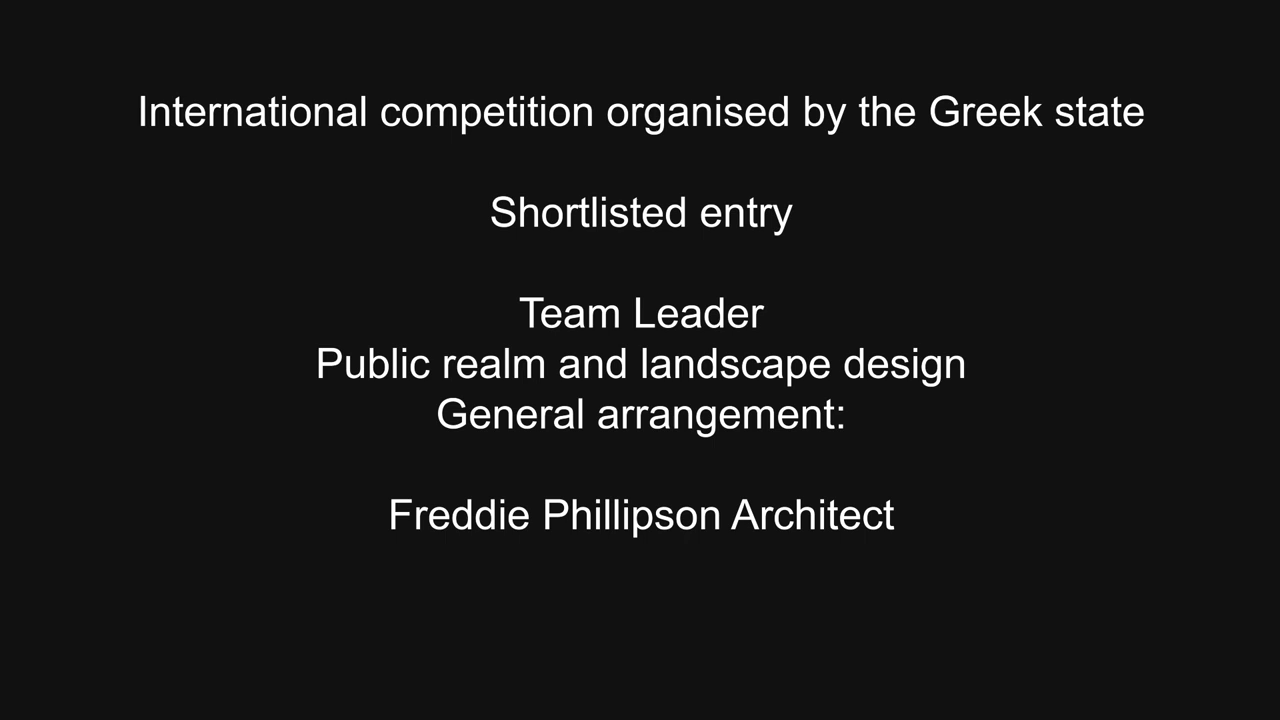 International competition organised by the Greek state
Shortlisted entry
Team Leader
Public realm and landscape design
General arrangement:
Freddie Phillipson Architect